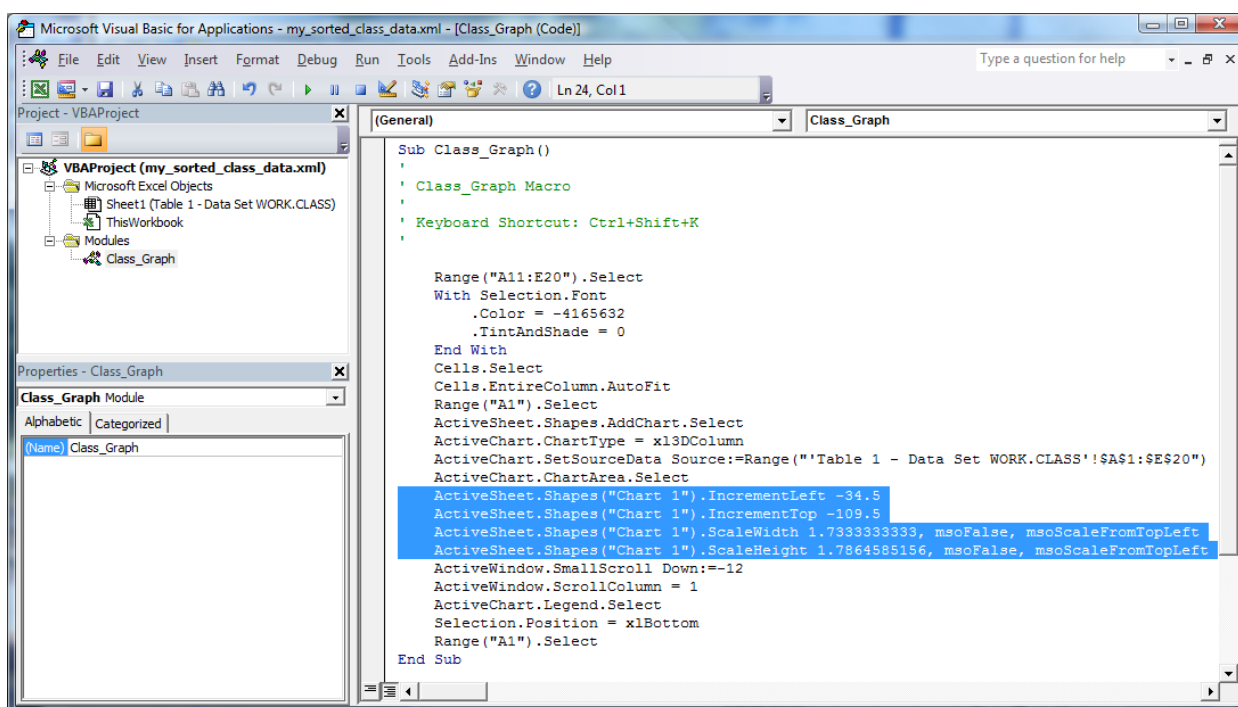 Microsoft Visual Basic for Applications - my_sorted_class_data.xml - [Class_Graph (Code)]
File Edit View Insert Format Debug Run Tools Add-Ins Window Help Type a question for help
Ln 24, Col 1
Project - VBAProject
VBAProject (my_sorted_class_data.xml)
Microsoft Excel Objects
Sheet1 (Table 1 - Data Set WORK.CLASS)
ThisWorkbook
Modules
Class_Graph
Properties - Class_Graph
Class_Graph Module
Alphabetic Categorized
(Name) Class_Graph
(General) Class_Graph
Sub Class_Graph()
'
' Class_Graph Macro
'
' Keyboard Shortcut: Ctrl+Shift+K
'
Range("A11:E20").Select
With Selection.Font
.Color = -4165632
.TintAndShade = 0
End With
Cells.Select
Cells.EntireColumn.AutoFit
Range("A1").Select
ActiveSheet.Shapes.AddChart.Select
ActiveChart.ChartType = xl3DColumn
ActiveChart.SetSourceData Source:=Range("'Table 1 - Data Set WORK.CLASS'!$A$1:$E$20")
ActiveChart.ChartArea.Select
ActiveSheet.Shapes("Chart 1").IncrementLeft -34.5
ActiveSheet.Shapes("Chart 1").IncrementTop -109.5
ActiveSheet.Shapes("Chart 1").ScaleWidth 1.7333333333, msoFalse, msoScaleFromTopLeft
ActiveSheet.Shapes("Chart 1").ScaleHeight 1.7864585156, msoFalse, msoScaleFromTopLeft
ActiveWindow.SmallScroll Down:=-12
ActiveWindow.ScrollColumn = 1
ActiveChart.Legend.Select
Selection.Position = xlBottom
Range("A1").Select
End Sub